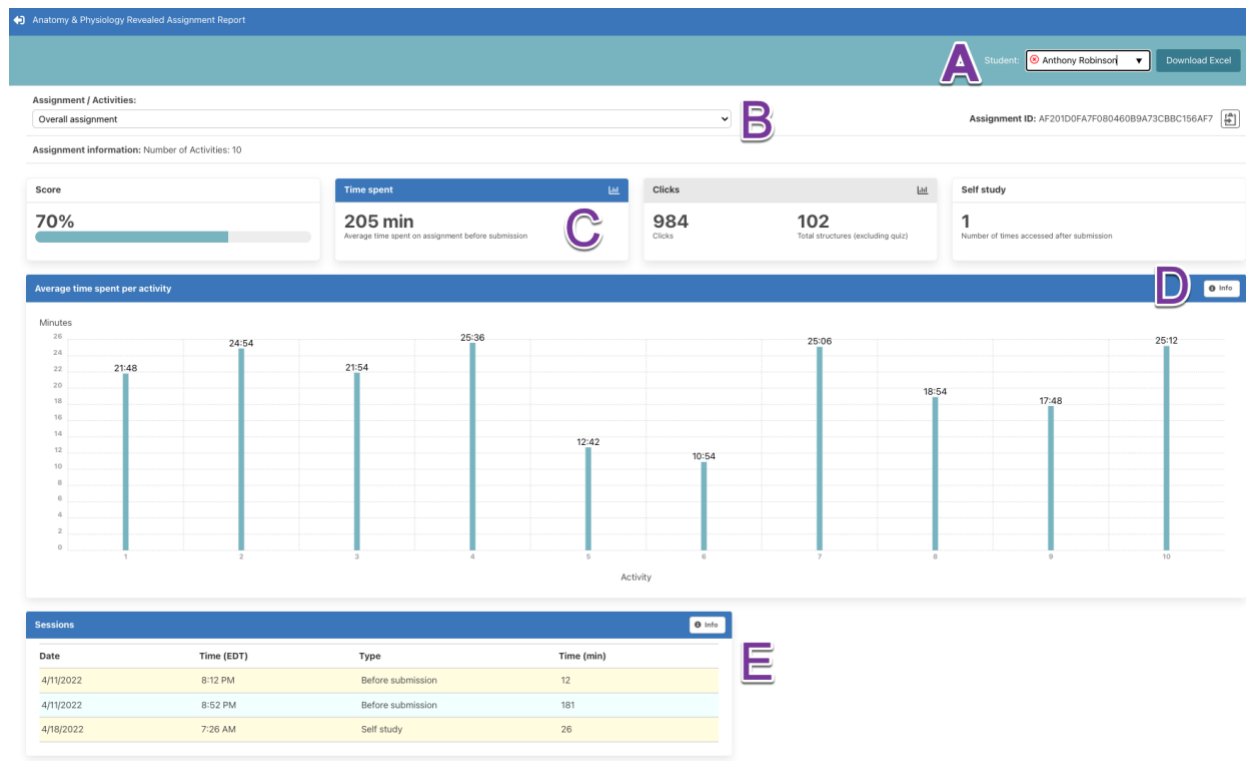 Anatomy & Physiology Revealed Assignment Report
A
Student:
Anthony Robinson
Download Excel
Assignment / Activities:
Overall assignment
B
Assignment ID: AF201D0FA7F080460B9A73CBBC156AF7
Assignment information: Number of Activities: 10
Score
70%
Time spent
205 min
Average time spent on assignment before submission
C
Clicks
984
Clicks
102
Total structures (excluding quiz)
Self study
1
Number of times accessed after submission
Average time spent per activity
D
Info
Minutes
26
24
22
20
18
16
14
12
10
8
6
4
2
0
21:48
24:54
21:54
25:36
12:42
10:54
25:06
18:54
17:48
25:12
1 2 3 4 5 6 7 8 9 10
Activity
Sessions
Info
E
Date Time (EDT) Type Time (min)
4/11/2022 8:12 PM Before submission 12
4/11/2022 8:52 PM Before submission 181
4/18/2022 7:26 AM Self study 26